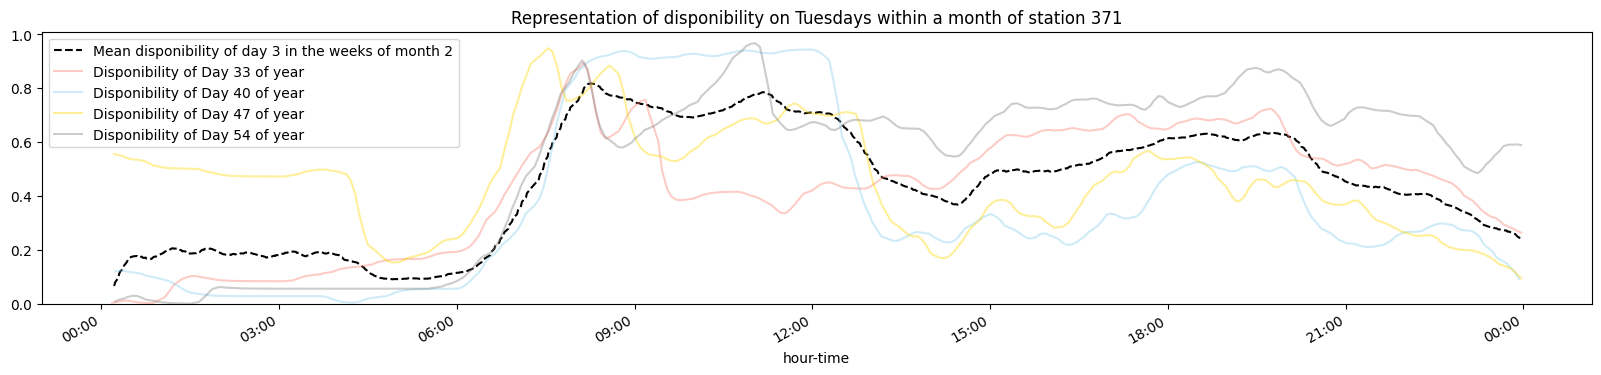 Representation of disponibility on Tuesdays within a month of station 371
1.0
0.8
0.6
0.4
0.2
0.0
Mean disponibility of day 3 in the weeks of month 2
Disponibility of Day 33 of year
Disponibility of Day 40 of year
Disponibility of Day 47 of year
Disponibility of Day 54 of year
00:00
03:00
06:00
09:00
12:00
15:00
18:00
21:00
00:00
hour-time